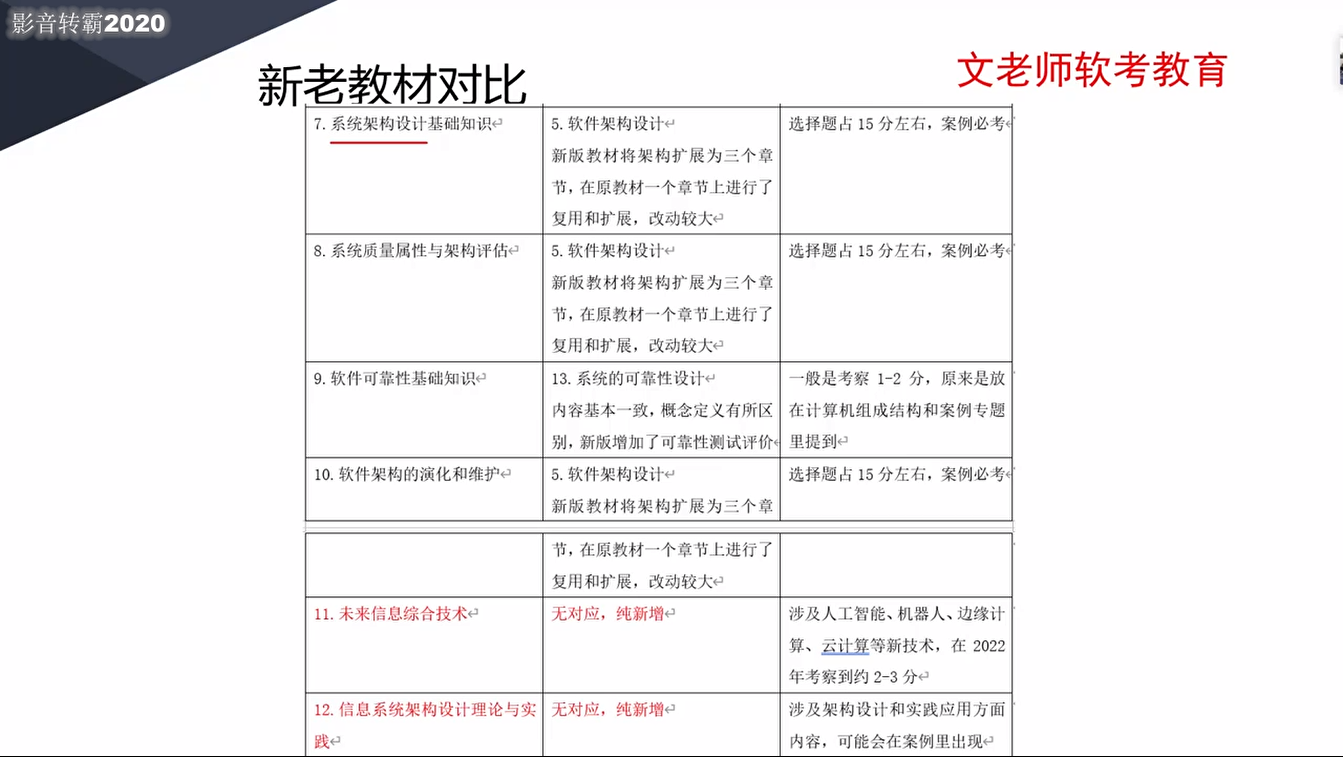 影音转霸2020
新老教材对比
文老师软考教育
7. 系统架构设计基础知识
5. 软件架构设计
新版教材将架构扩展为三个章
节，在原教材一个章节上进行了
复用和扩展，改动较大
选择题占 15 分左右，案例必考
8. 系统质量属性与架构评估
5. 软件架构设计
新版教材将架构扩展为三个章
节，在原教材一个章节上进行了
复用和扩展，改动较大
选择题占 15 分左右，案例必考
9. 软件可靠性基础知识
13. 系统的可靠性设计
内容基本一致，概念定义有所区
别，新版增加了可靠性测试评价
一般是考察 1-2 分，原来是放
在计算机组成结构和案例专题
里提到
10. 软件架构的演化和维护
5. 软件架构设计
新版教材将架构扩展为三个章
节，在原教材一个章节上进行了
复用和扩展，改动较大
选择题占 15 分左右，案例必考
11. 未来信息综合技术
无对应，纯新增
涉及人工智能、机器人、边缘计
算、云计算等新技术，在 2022
年考察到约 2-3 分
12. 信息系统架构设计理论与实
践
无对应，纯新增
涉及架构设计和实践应用方面
内容，可能会在案例里出现